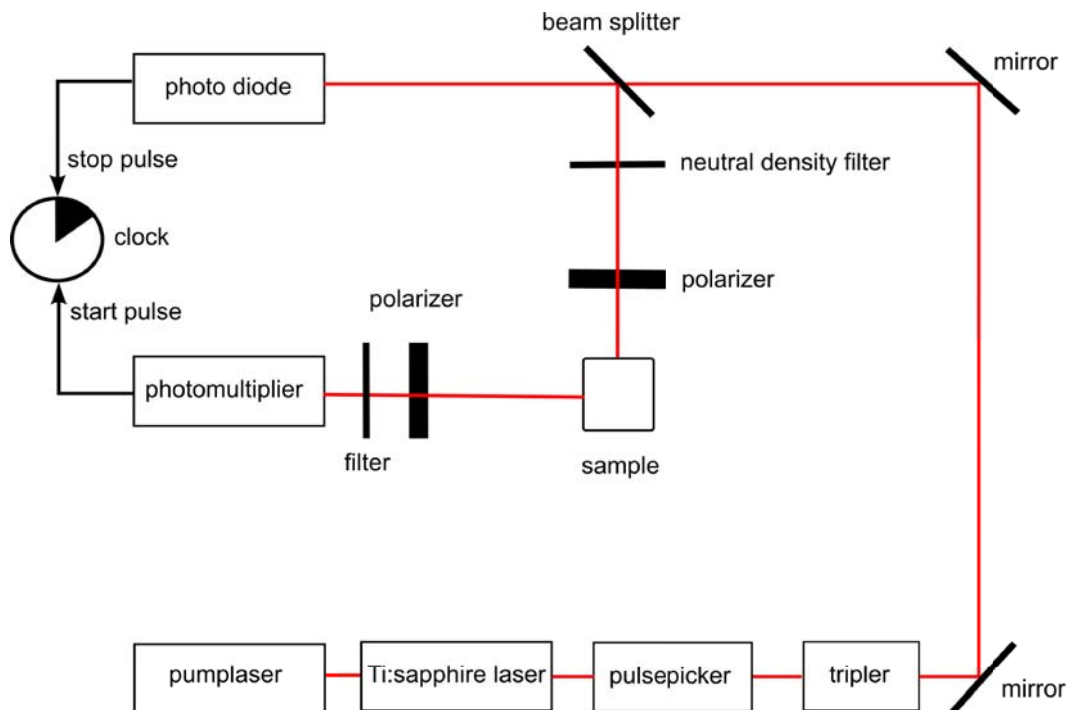 beam splitter
mirror
photo diode
stop pulse
neutral density filter
clock
polarizer
polarizer
start pulse
photomultiplier
filter
sample
pumplaser
Ti:sapphire laser
pulsepicker
tripler
mirror